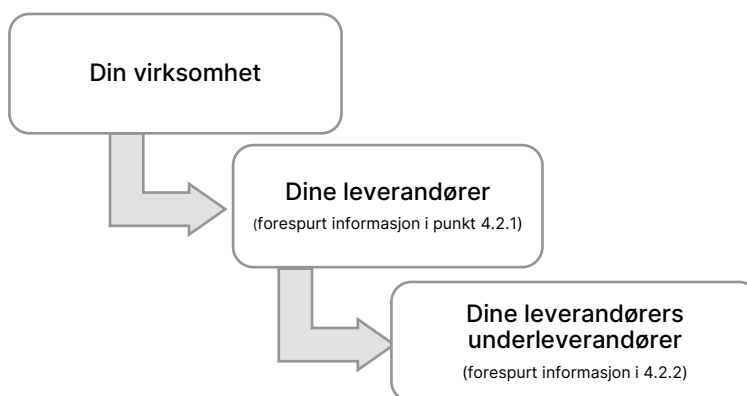 Din virksomhet
Dine leverandører
(forespurt informasjon i punkt 4.2.1)
Dine leverandørers
underleverandører
(forespurt informasjon i 4.2.2)